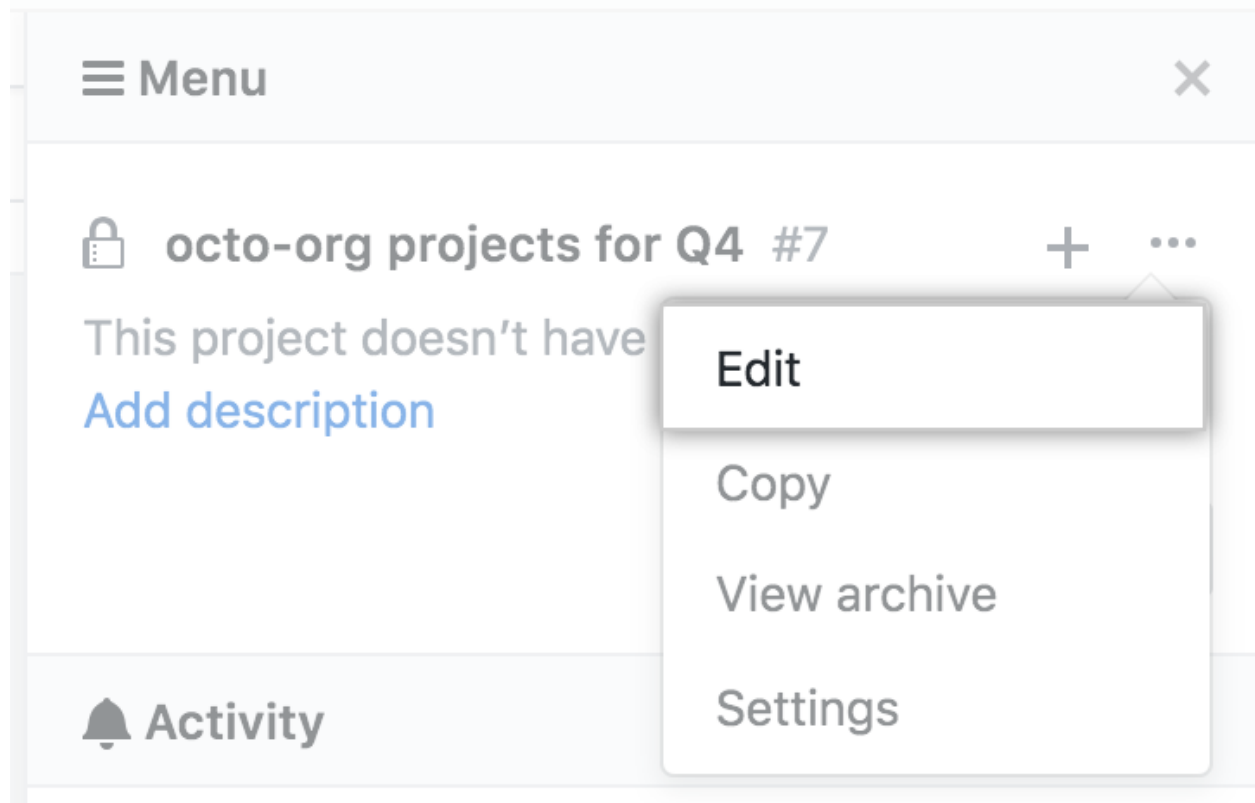 Menu
octo-org projects for Q4 #7
This project doesn’t have
Add description
Edit
Copy
View archive
Settings
Activity